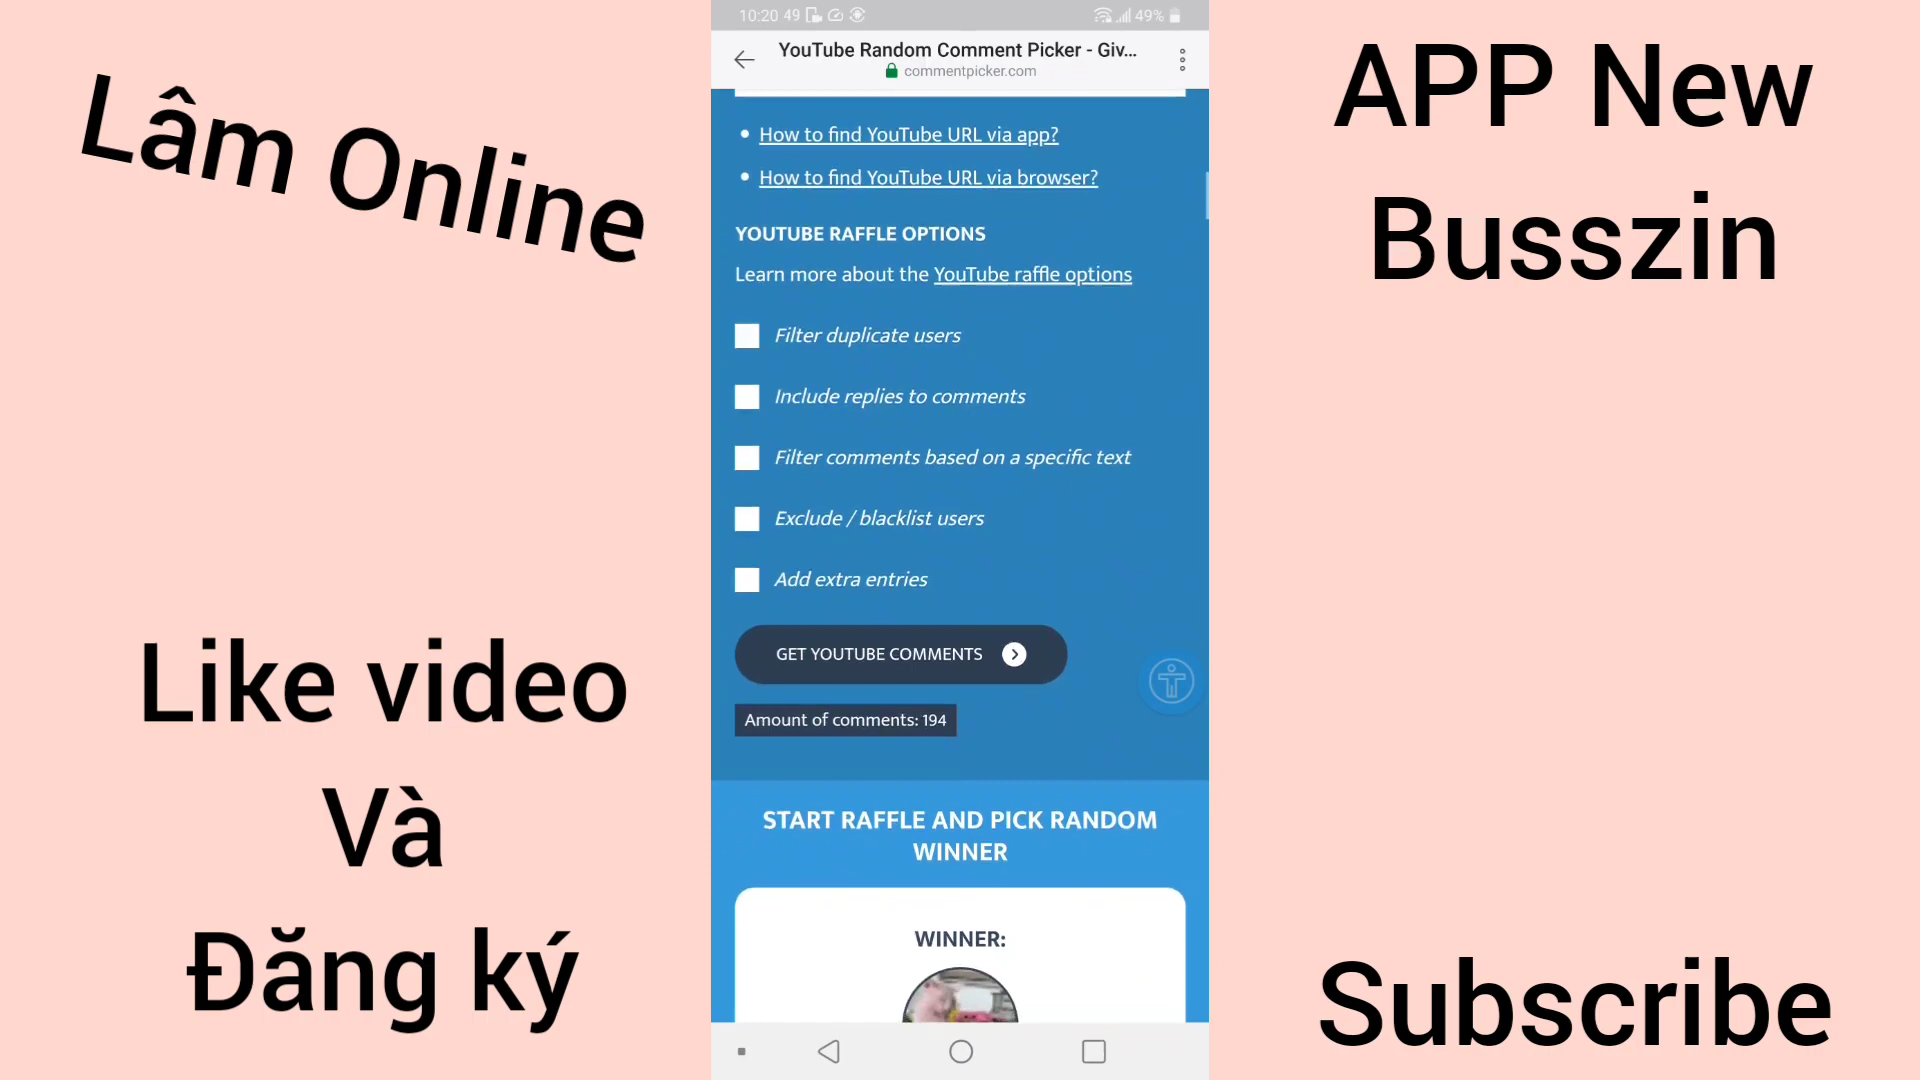 Lâm Online
Like video
Và
Đăng ký
10:20 49
49%
YouTube Random Comment Picker - Giv...
commentpicker.com
How to find YouTube URL via app?
How to find YouTube URL via browser?
YOUTUBE RAFFLE OPTIONS
Learn more about the YouTube raffle options
Filter duplicate users
Include replies to comments
Filter comments based on a specific text
Exclude / blacklist users
Add extra entries
GET YOUTUBE COMMENTS
Amount of comments: 194
START RAFFLE AND PICK RANDOM
WINNER
WINNER:
APP New
Busszin
Subscribe